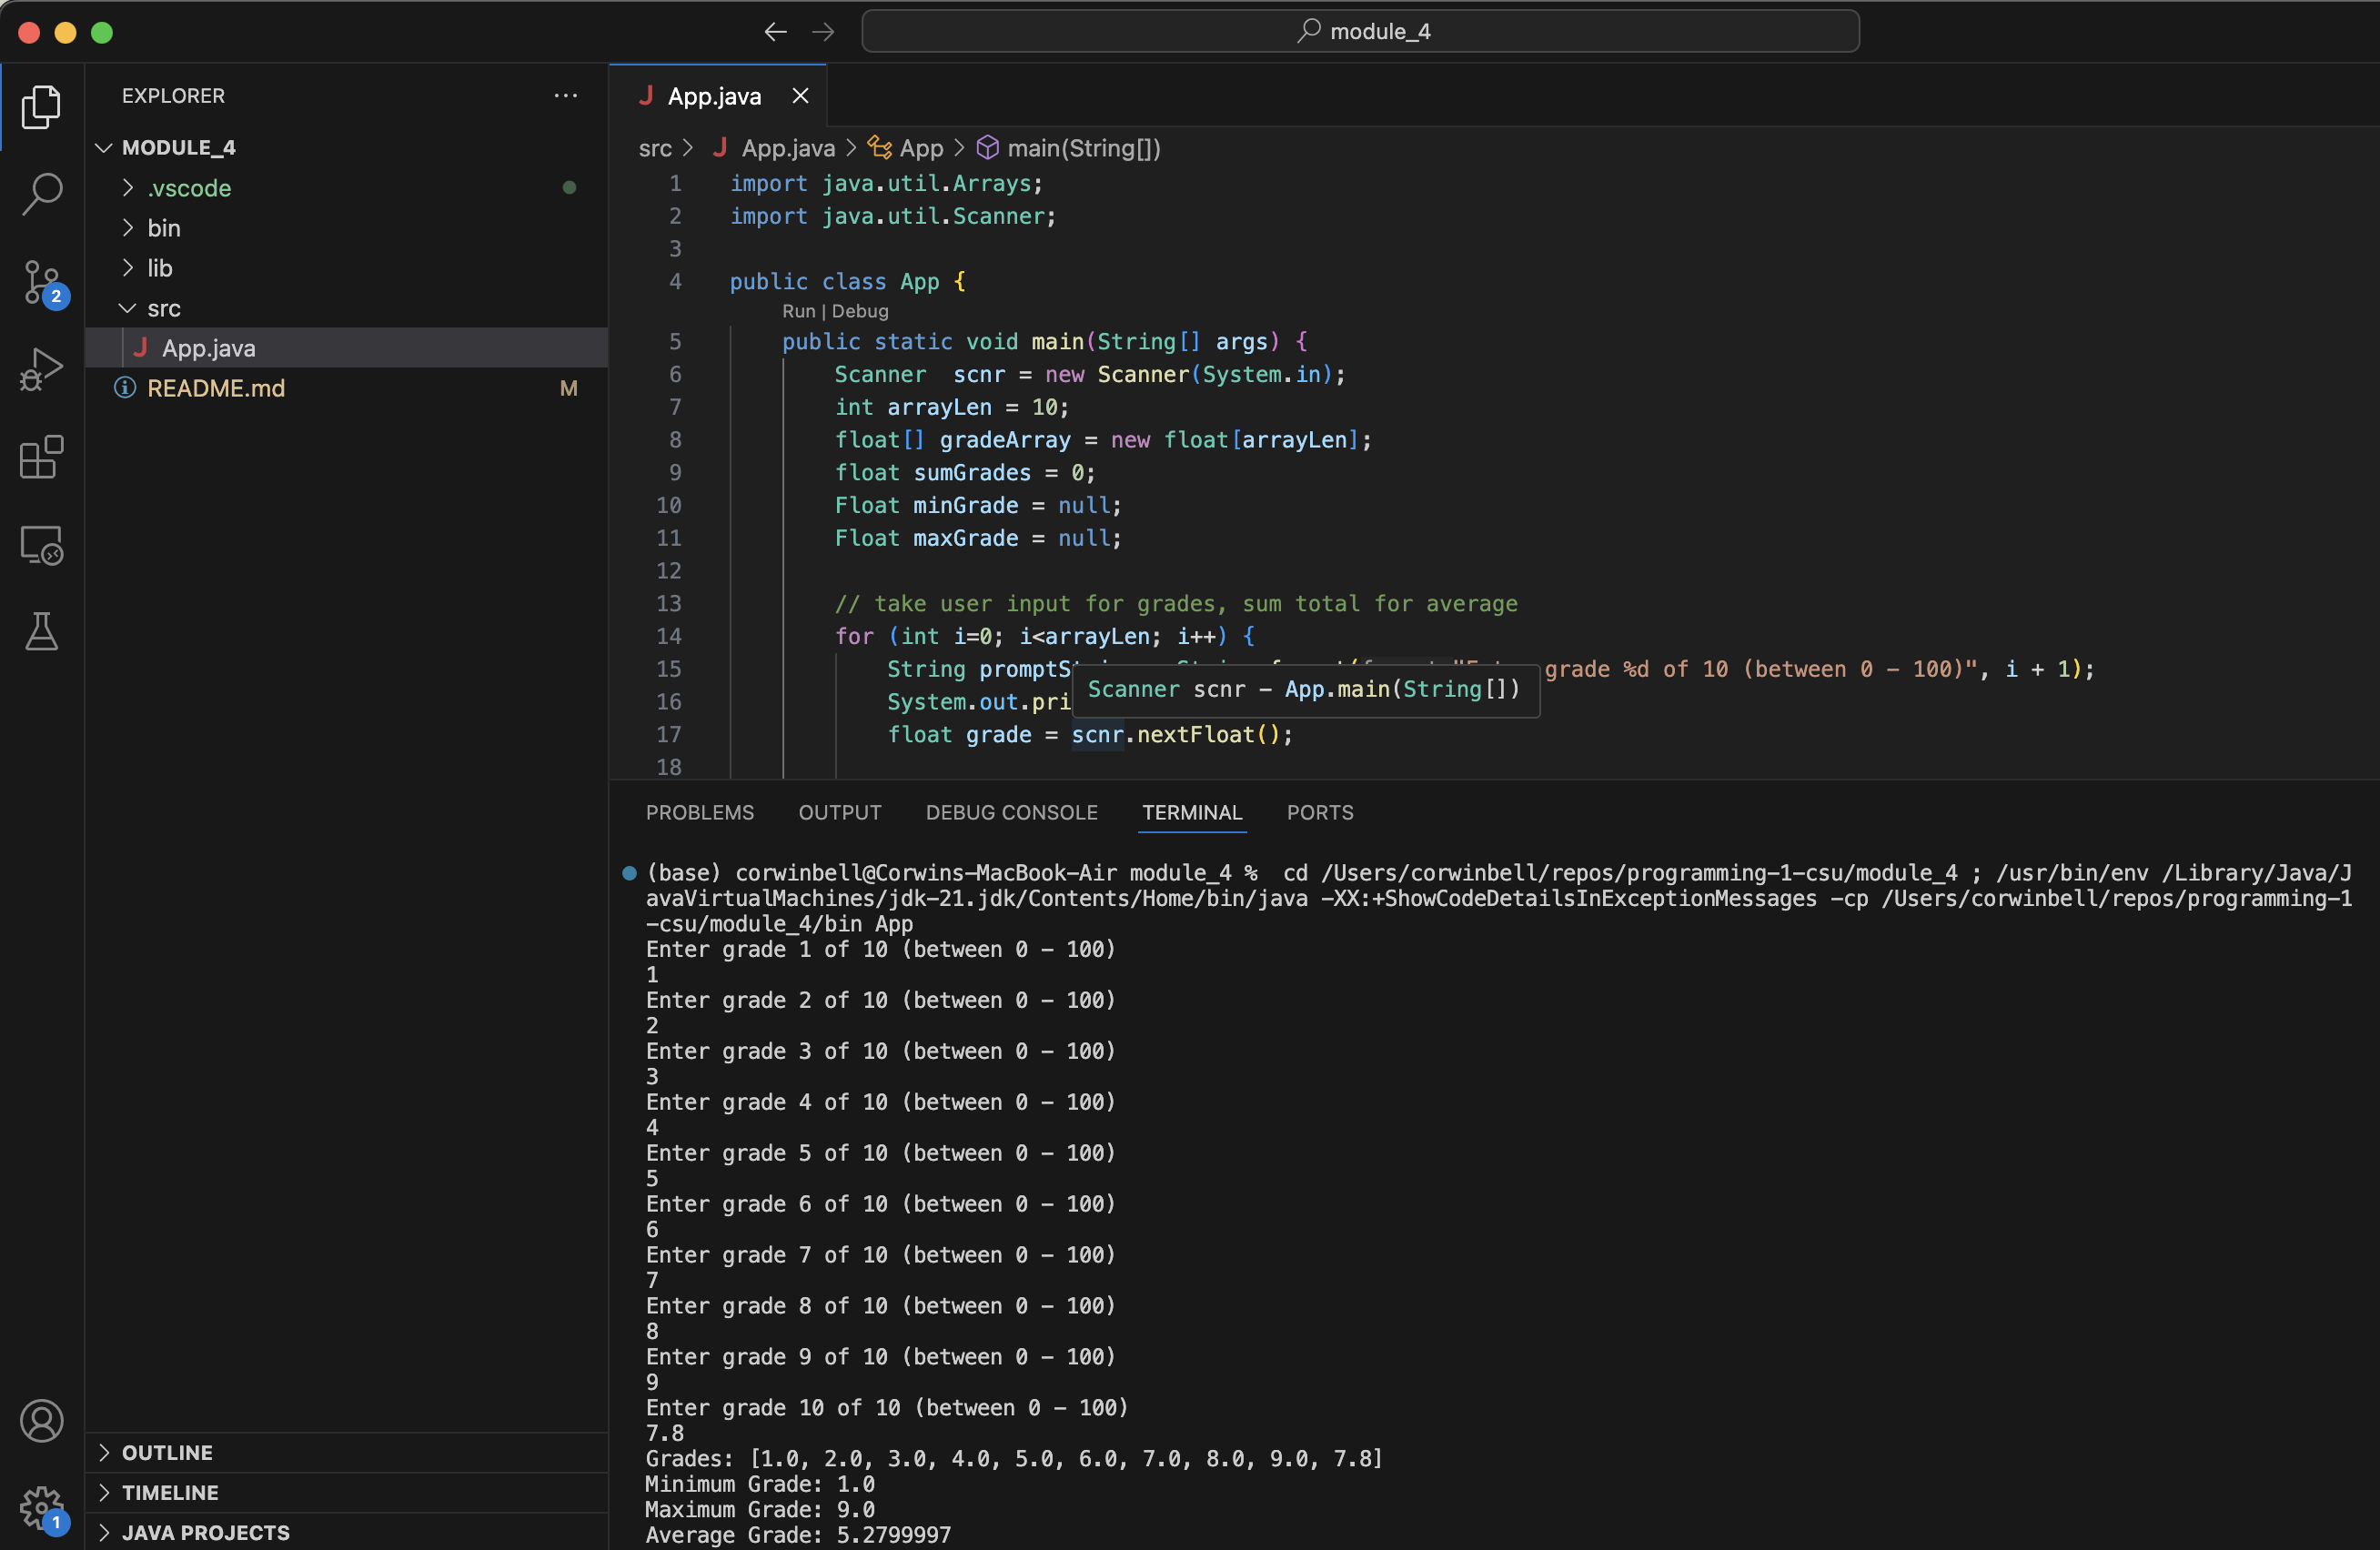 module_4
EXPLORER
MODULE_4
.vscode
bin
lib
src
App.java
README.md M
OUTLINE
TIMELINE
JAVA PROJECTS
2
1
App.java
src > App.java > App > main(String[])
1 import java.util.Arrays;
2 import java.util.Scanner;
3
4 public class App {
Run | Debug
5 public static void main(String[] args) {
6 Scanner  scnr = new Scanner(System.in);
7 int arrayLen = 10;
8 float[] gradeArray = new float[arrayLen];
9 float sumGrades = 0;
10 Float minGrade = null;
11 Float maxGrade = null;
12
13 // take user input for grades, sum total for average
14 for (int i=0; i<arrayLen; i++) {
15 String promptS grade %d of 10 (between 0 - 100)", i + 1);
Scanner scnr - App.main(String[])
16 System.out.pri
17 float grade = scnr.nextFloat();
18
PROBLEMS OUTPUT DEBUG CONSOLE TERMINAL PORTS
(base) corwinbell@Corwins-MacBook-Air module_4 %  cd /Users/corwinbell/repos/programming-1-csu/module_4 ; /usr/bin/env /Library/Java/J
avaVirtualMachines/jdk-21.jdk/Contents/Home/bin/java -XX:+ShowCodeDetailsInExceptionMessages -cp /Users/corwinbell/repos/programming-1
-csu/module_4/bin App
Enter grade 1 of 10 (between 0 - 100)
1
Enter grade 2 of 10 (between 0 - 100)
2
Enter grade 3 of 10 (between 0 - 100)
3
Enter grade 4 of 10 (between 0 - 100)
4
Enter grade 5 of 10 (between 0 - 100)
5
Enter grade 6 of 10 (between 0 - 100)
6
Enter grade 7 of 10 (between 0 - 100)
7
Enter grade 8 of 10 (between 0 - 100)
8
Enter grade 9 of 10 (between 0 - 100)
9
Enter grade 10 of 10 (between 0 - 100)
7.8
Grades: [1.0, 2.0, 3.0, 4.0, 5.0, 6.0, 7.0, 8.0, 9.0, 7.8]
Minimum Grade: 1.0
Maximum Grade: 9.0
Average Grade: 5.2799997